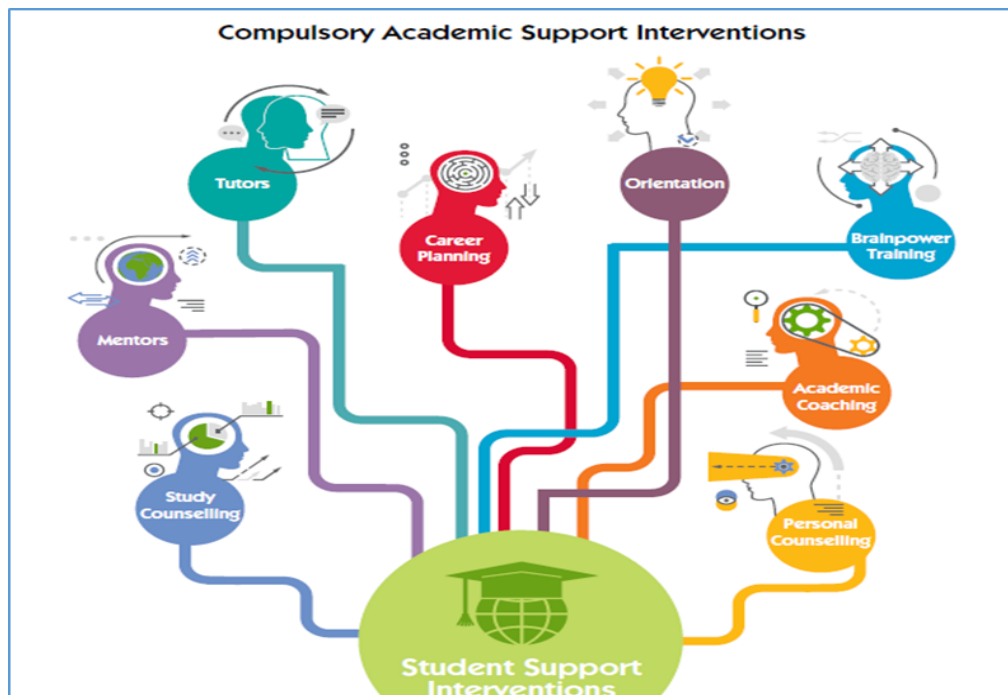 Compulsory Academic Support Interventions
Tutors
Career
Planning
Orientation
Brainpower
Training
Mentors
Academic
Coaching
Study
Counselling
Personal
Counselling
Student Support
Interventions